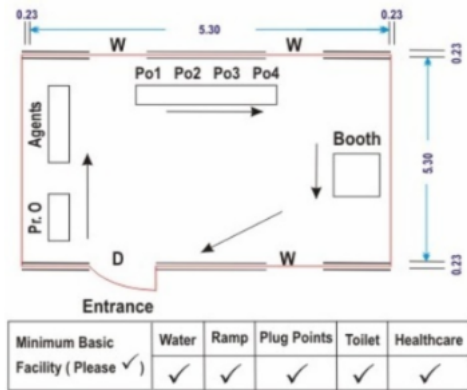 0.23 5.30 0.23
W W
Po1 Po2 Po3 Po4
0.23
Agents
Booth
5.30
Pr. O
D W
0.23
Entrance
Minimum Basic Facility ( Please ✓ )
Water Ramp Plug Points Toilet Healthcare
✓ ✓ ✓ ✓ ✓